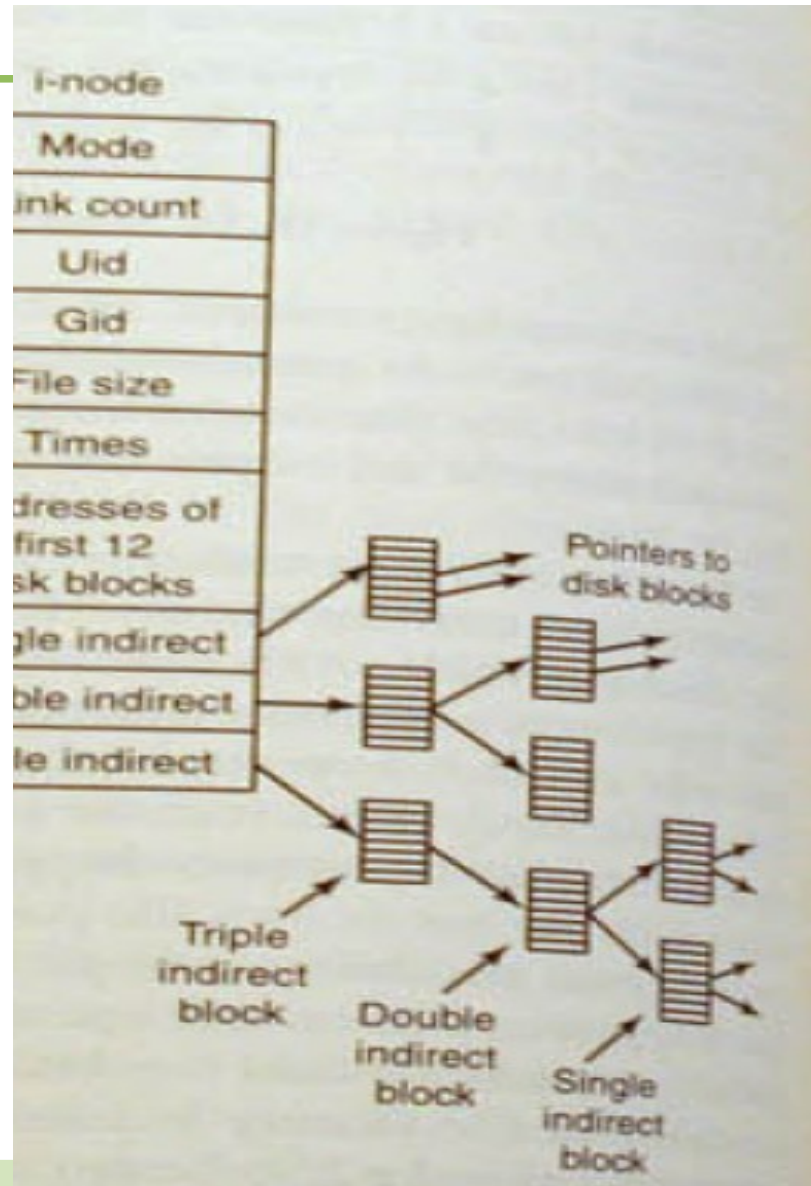 i-node
Mode
ink count
Uid
Gid
File size
Times
dresses of
first 12
sk blocks
gle indirect
ble indirect
le indirect
Pointers to
disk blocks
Triple
indirect
block
Double
indirect
block
Single
indirect
block